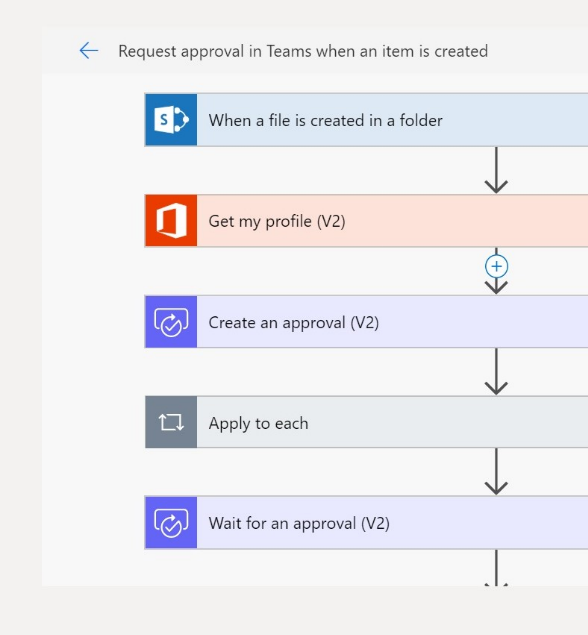 Request approval in Teams when an item is created
S
When a file is created in a folder
Get my profile (V2)
Create an approval (V2)
Apply to each
Wait for an approval (V2)